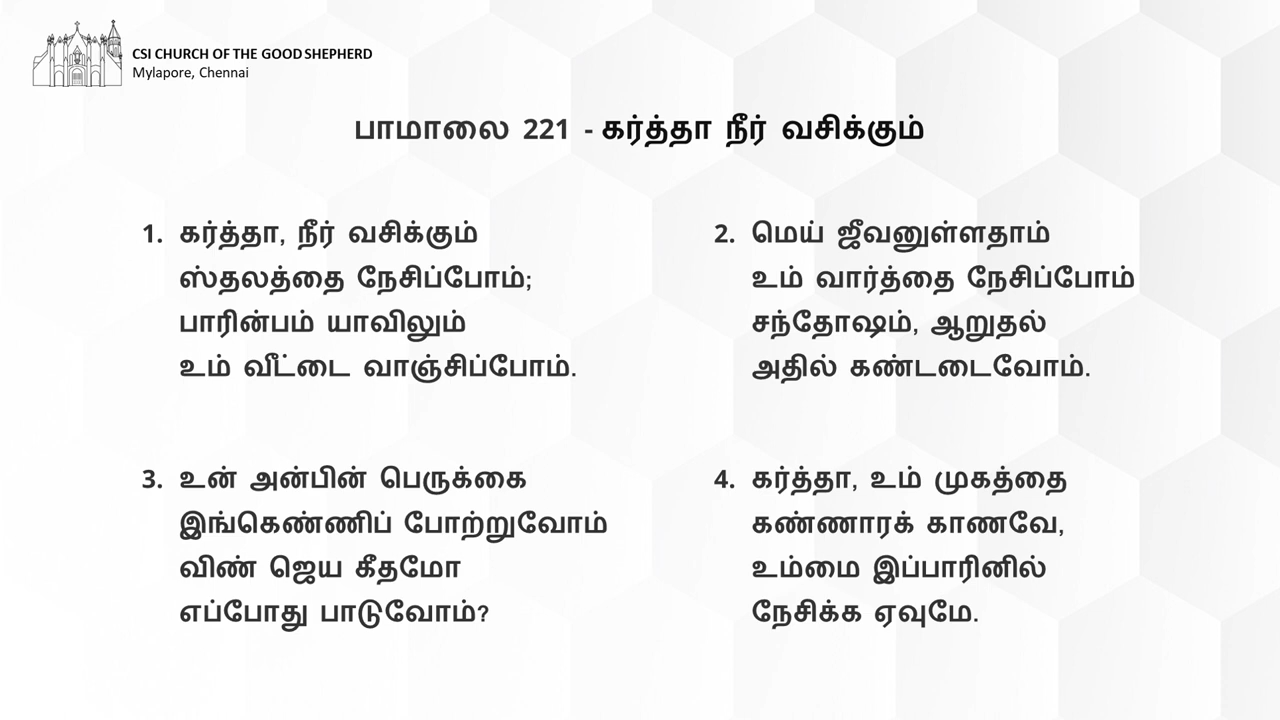 CSI CHURCH OF THE GOOD SHEPHERD
Mylapore, Chennai
பாமாலை 221 - கர்த்தா நீர் வசிக்கும்
1. கர்த்தா, நீர் வசிக்கும்
ஸ்தலத்தை நேசிப்போம்;
பாரின்பம் யாவிலும்
உம் வீட்டை வாஞ்சிப்போம்.
2. மெய் ஜீவனுள்ளதாம்
உம் வார்த்தை நேசிப்போம்
சந்தோஷம், ஆறுதல்
அதில் கண்டடைவோம்.
3. உன் அன்பின் பெருக்கை
இங்கெண்ணிப் போற்றுவோம்
விண் ஜெய கீதமோ
எப்போது பாடுவோம்?
4. கர்த்தா, உம் முகத்தை
கண்ணாரக் காணவே,
உம்மை இப்பாரினில்
நேசிக்க ஏவுமே.